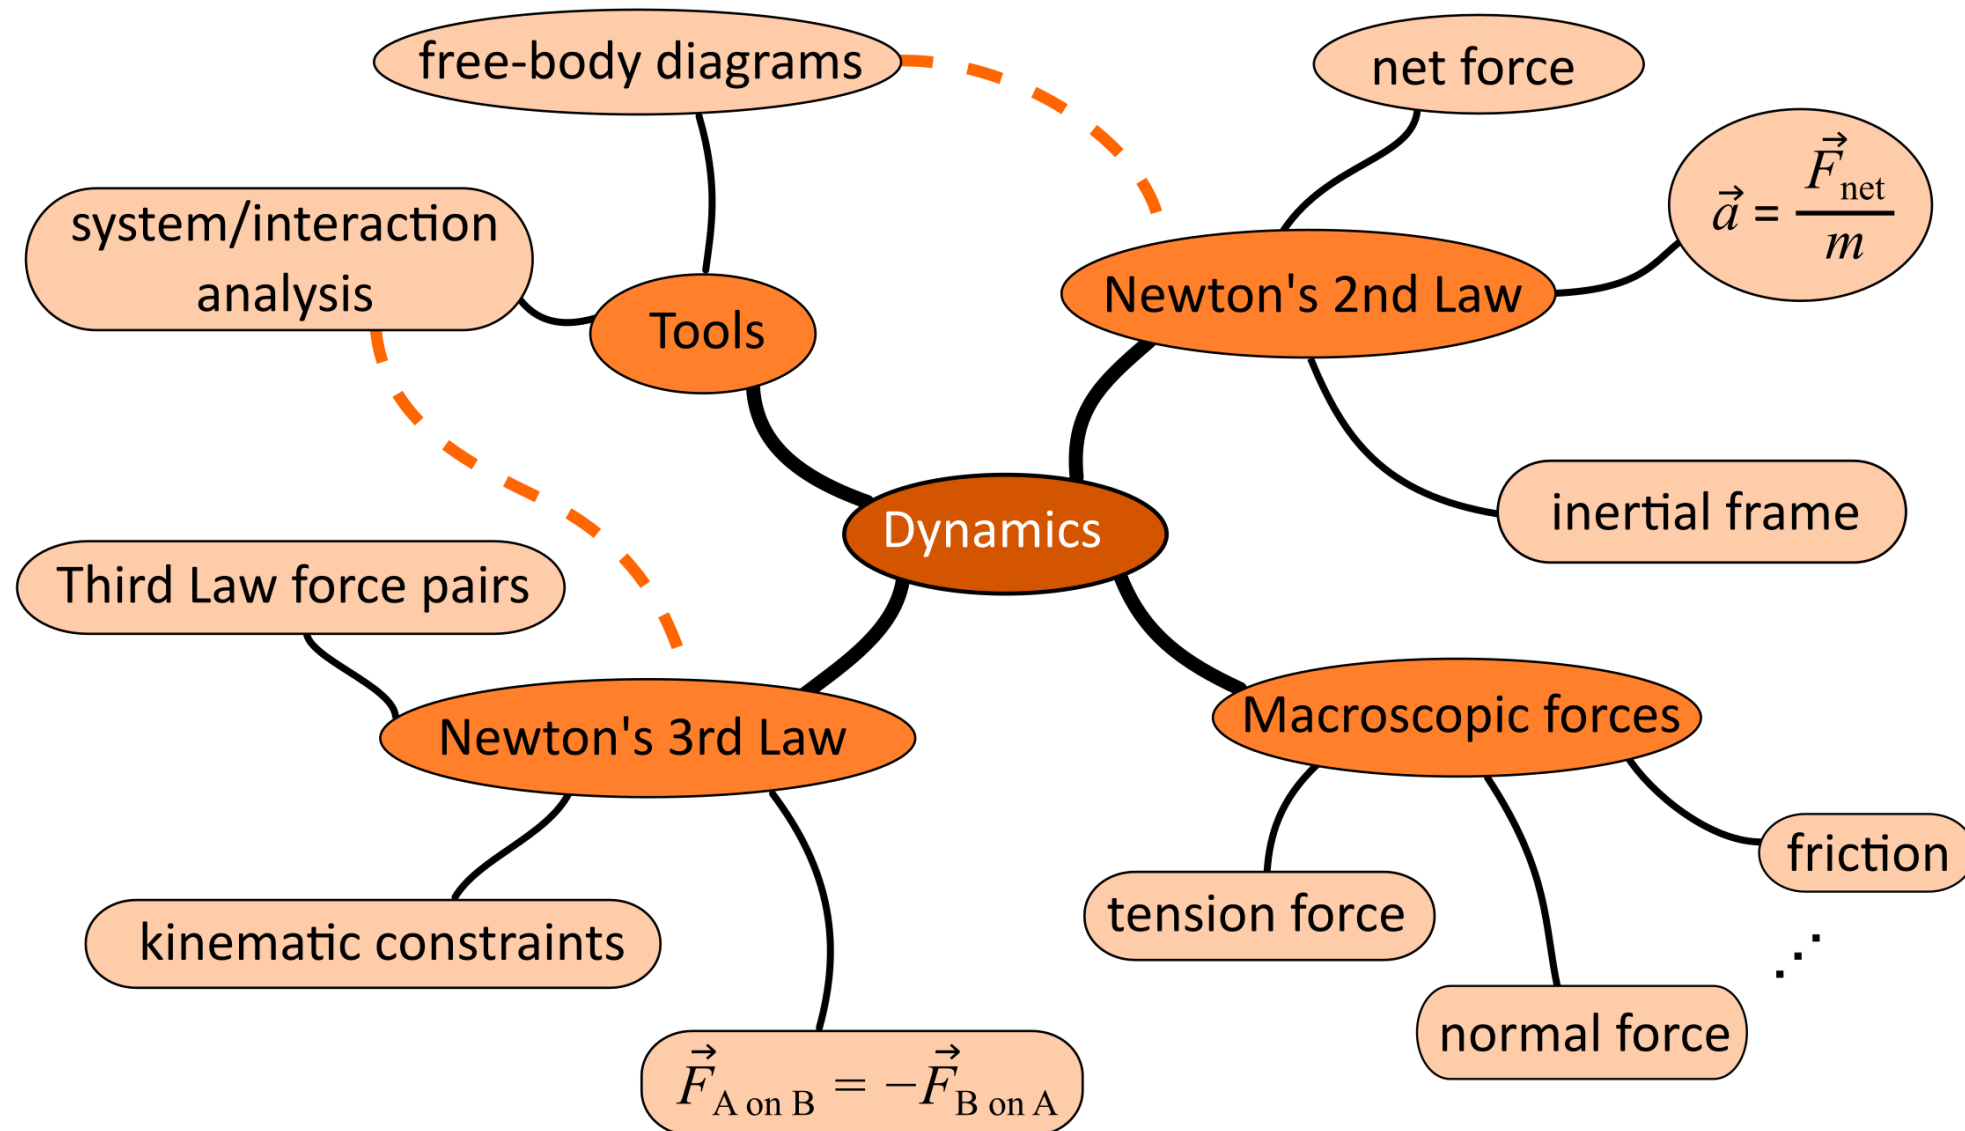 free-body diagrams
net force
system/interaction
analysis
Tools
Newton's 2nd Law
a⃗ = F⃗net / m
Dynamics
inertial frame
Third Law force pairs
Newton's 3rd Law
Macroscopic forces
kinematic constraints
tension force
friction
normal force
F⃗A on B = −F⃗B on A